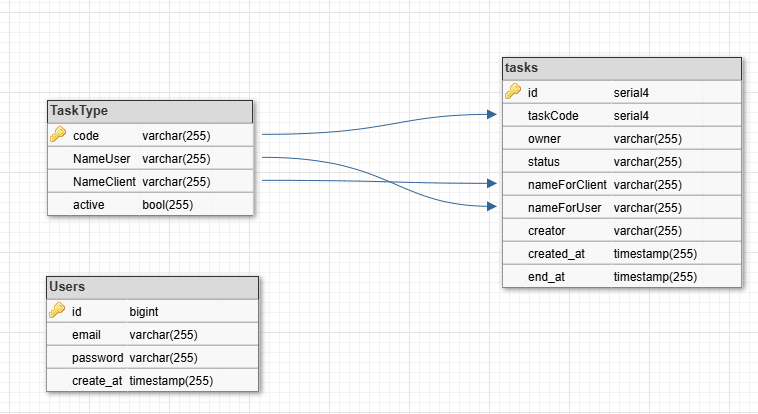 TaskType
code varchar(255)
NameUser varchar(255)
NameClient varchar(255)
active bool(255)
tasks
id serial4
taskCode serial4
owner varchar(255)
status varchar(255)
nameForClient varchar(255)
nameForUser varchar(255)
creator varchar(255)
created_at timestamp(255)
end_at timestamp(255)
Users
id bigint
email varchar(255)
password varchar(255)
create_at timestamp(255)